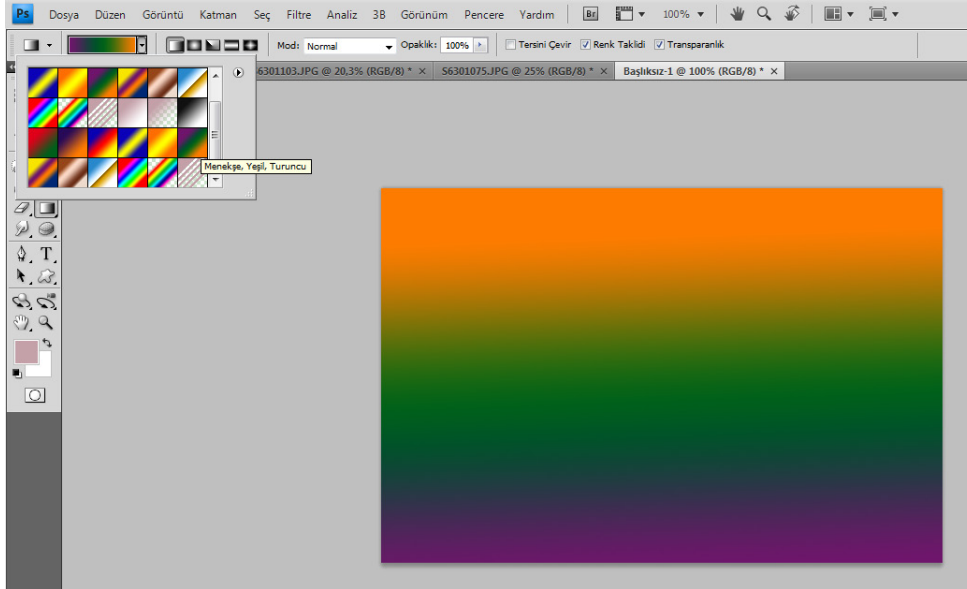 Ps Dosya Düzen Görüntü Katman Seç Filtre Analiz 3B Görünüm Pencere Yardım Br 100%
Mod: Normal Opaklık: 100% Tersini Çevir Renk Taklidi Transparanlık
6301103.JPG @ 20,3% (RGB/8) * × S6301075.JPG @ 25% (RGB/8) * × Başlıksız-1 @ 100% (RGB/8) * ×
Menekşe, Yeşil, Turuncu
T